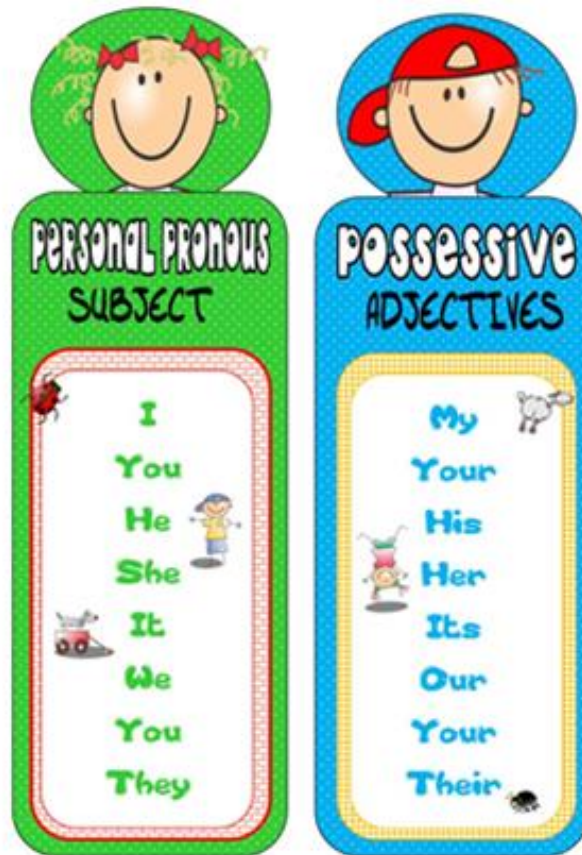 PERSONAL PRONOUS
SUBJECT
I
You
He
She
It
We
You
They
POSSESSIVE
ADJECTIVES
My
Your
His
Her
Its
Our
Your
Their